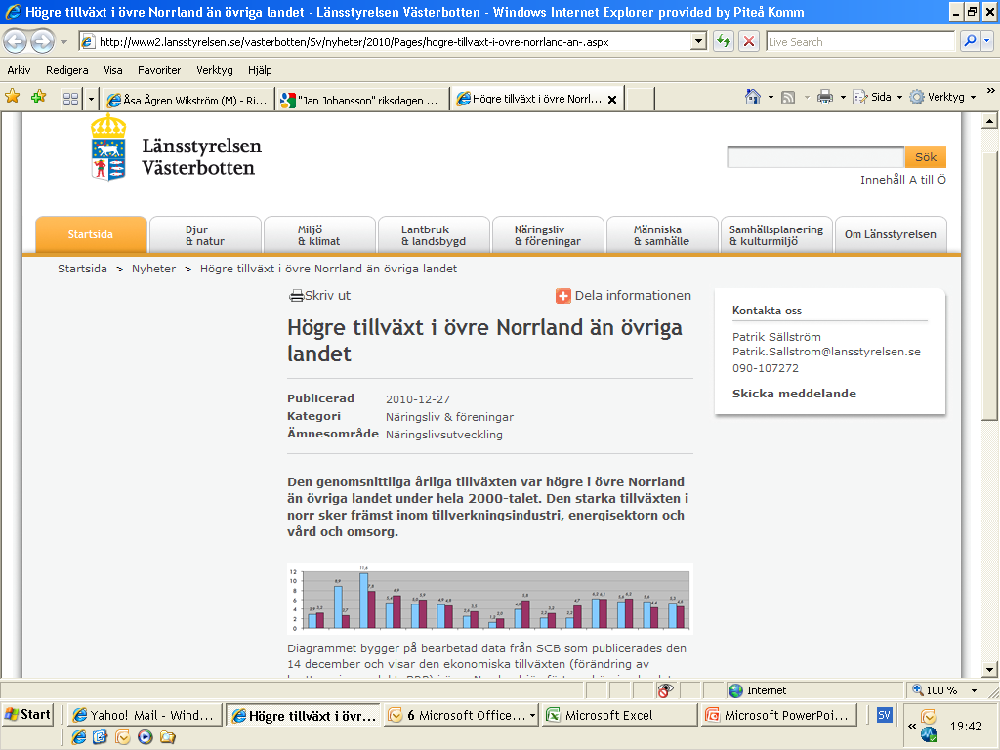 Högre tillväxt i övre Norrland än övriga landet - Länsstyrelsen Västerbotten - Windows Internet Explorer provided by Piteå Komm
http://www2.lansstyrelsen.se/vasterbotten/Sv/nyheter/2010/Pages/hogre-tillvaxt-i-ovre-norrland-an-.aspx
Live Search
Arkiv Redigera Visa Favoriter Verktyg Hjälp
Åsa Ågren Wikström (M) - Ri...
"Jan Johansson" riksdagen ...
Högre tillväxt i övre Norrl...
Sida
Verktyg
Länsstyrelsen
Västerbotten
Sök
Innehåll A till Ö
Startsida
Djur
& natur
Miljö
& klimat
Lantbruk
& landsbygd
Näringsliv
& föreningar
Människa
& samhälle
Samhällsplanering
& kulturmiljö
Om Länsstyrelsen
Startsida > Nyheter > Högre tillväxt i övre Norrland än övriga landet
Skriv ut
Dela informationen
Högre tillväxt i övre Norrland än övriga
landet
Publicerad 2010-12-27
Kategori Näringsliv & föreningar
Ämnesområde Näringslivsutveckling
Den genomsnittliga årliga tillväxten var högre i övre Norrland
än övriga landet under hela 2000-talet. Den starka tillväxten i
norr sker främst inom tillverkningsindustri, energisektorn och
vård och omsorg.
12
10
8
6
4
2
0
Diagrammet bygger på bearbetad data från SCB som publicerades den
14 december och visar den ekonomiska tillväxten (förändring av
Kontakta oss
Patrik Sällström
Patrik.Sallstrom@lansstyrelsen.se
090-107272
Skicka meddelande
Internet
100 %
Start
Yahoo! Mail - Wind...
Högre tillväxt i övr...
6 Microsoft Office...
Microsoft Excel
Microsoft PowerPoi...
SV
19:42